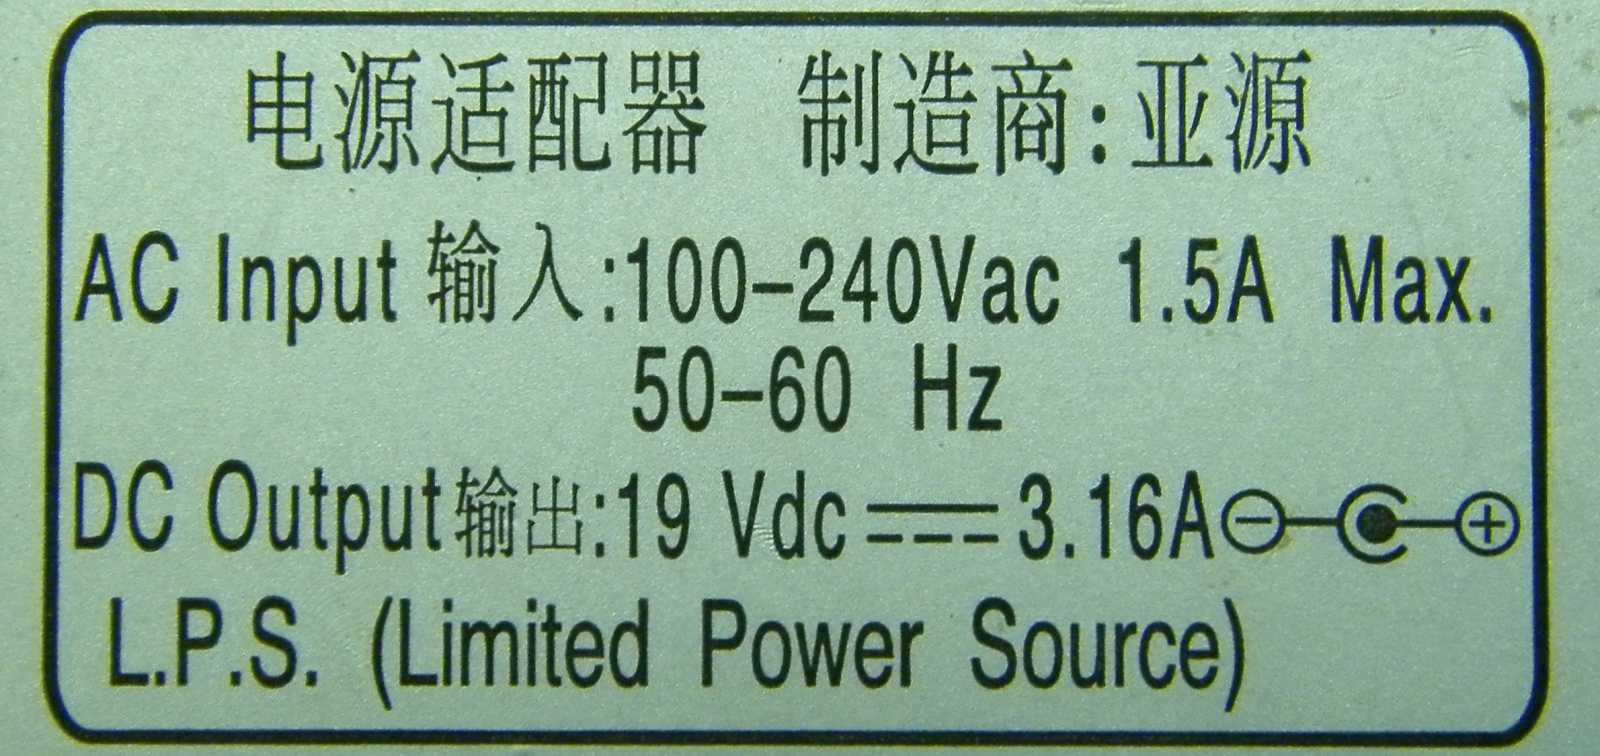 电源适配器 制造商:亚源
AC Input 输入:100-240Vac 1.5A Max.
50-60 Hz
DC Output 输出:19 Vdc ⎓ 3.16A
L.P.S. (Limited Power Source)